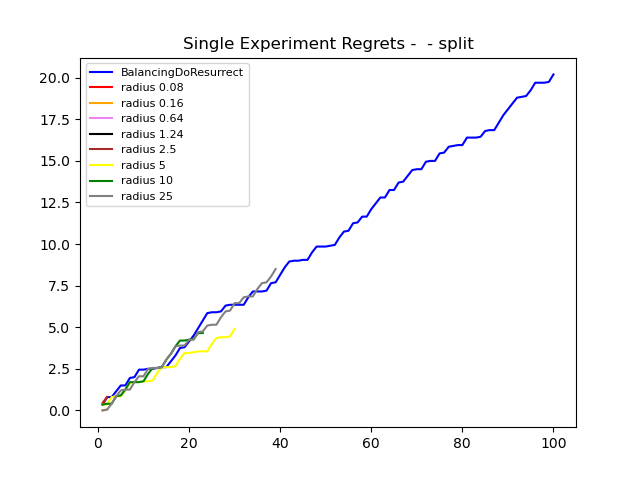 Single Experiment Regrets -  - split
BalancingDoResurrect
radius 0.08
radius 0.16
radius 0.64
radius 1.24
radius 2.5
radius 5
radius 10
radius 25
20.0
17.5
15.0
12.5
10.0
7.5
5.0
2.5
0.0
0 20 40 60 80 100